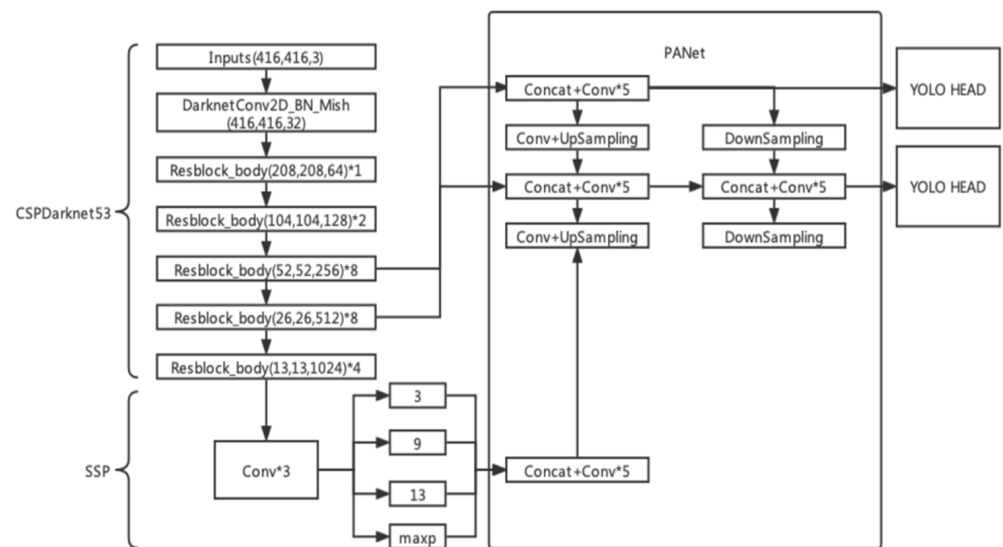 PANet
Inputs(416,416,3)
DarknetConv2D_BN_Mish
(416,416,32)
Resblock_body(208,208,64)*1
Resblock_body(104,104,128)*2
Resblock_body(52,52,256)*8
Resblock_body(26,26,512)*8
Resblock_body(13,13,1024)*4
CSPDarknet53
Conv*3
SSP
3
9
13
maxp
Concat+Conv*5
Conv+UpSampling
Concat+Conv*5
Conv+UpSampling
Concat+Conv*5
DownSampling
Concat+Conv*5
DownSampling
YOLO HEAD
YOLO HEAD